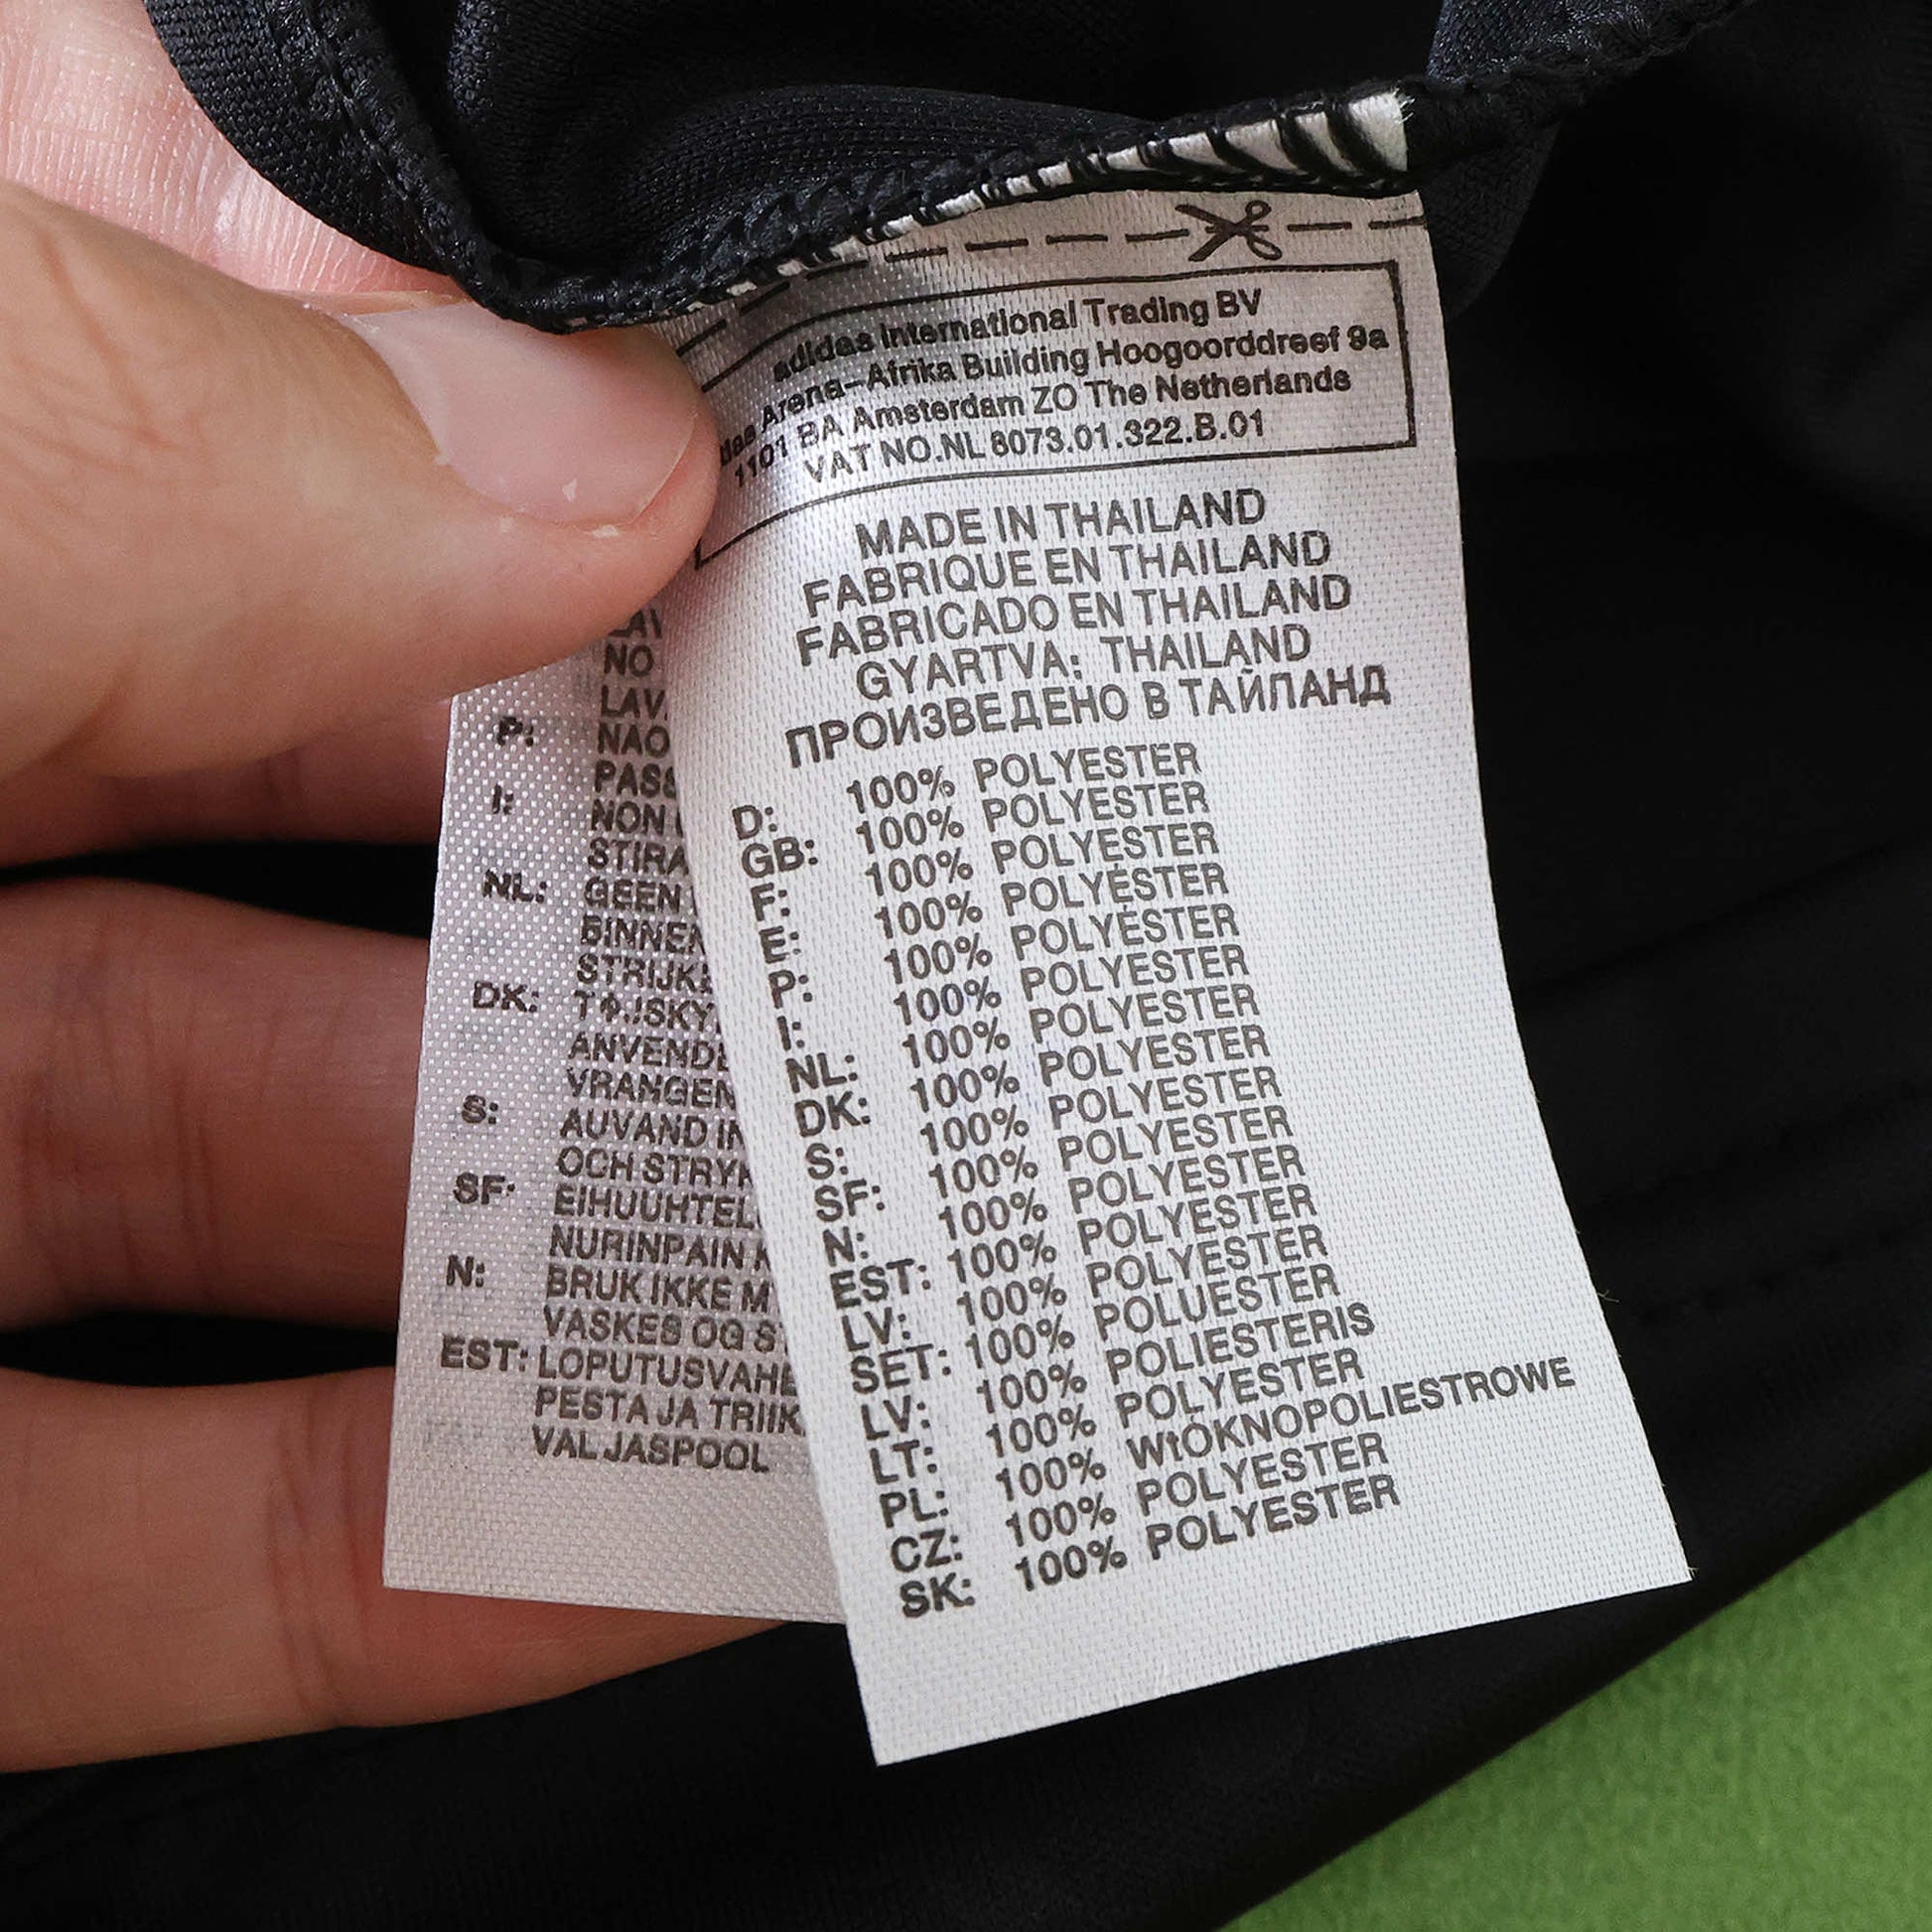 adidas International Trading BV
das Arena-Afrika Building Hoogoorddreef 9a
1101 BA Amsterdam ZO The Netherlands
VAT NO.NL 8073.01.322.B.01
MADE IN THAILAND
FABRIQUE EN THAILAND
FABRICADO EN THAILAND
GYARTVA: THAILAND
ПРОИЗВЕДЕНО В ТАЙЛАНД
D: 100% POLYESTER
GB: 100% POLYESTER
F: 100% POLYESTER
E: 100% POLYESTER
P: 100% POLYESTER
I: 100% POLYESTER
NL: 100% POLYESTER
DK: 100% POLYESTER
S: 100% POLYESTER
SF: 100% POLYESTER
N: 100% POLYESTER
EST: 100% POLYESTER
LV: 100% POLYESTER
SET: 100% POLUESTER
LV: 100% POLIESTERIS
LT: 100% POLYESTER
PL: 100% WtÓKNOPOLIESTROWE
CZ: 100% POLYESTER
SK: 100% POLYESTER
NO
LAV
P: NAO
PASS
I: NON
STIRA
NL: GEEN
BINNEN
STRIJK
DK:
ANVENDE
VRANGEN
S: AUVAND IN
OCH STRYK
SF: EIHUUHTEL
NURINPAIN K
N: BRUK IKKE M
VASKES OG S
EST: LOPUTUSVAHE
PESTA JA TRIIK
VALJASPOOL